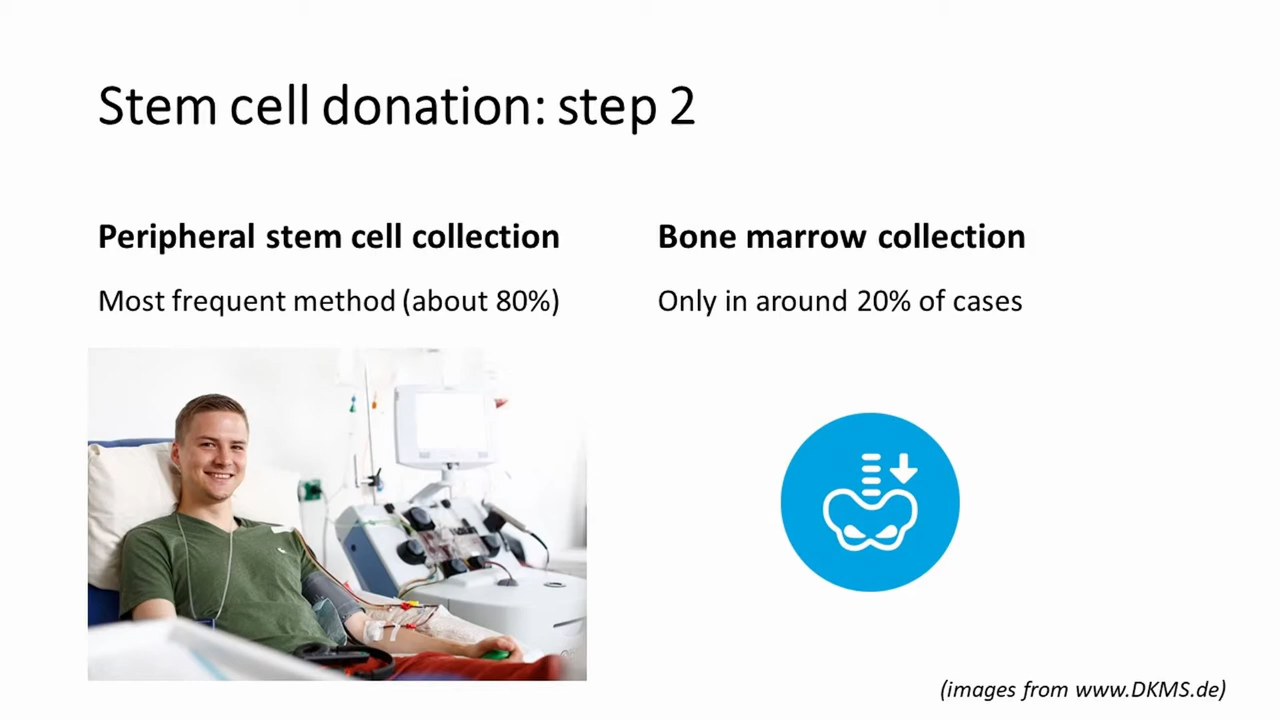 Stem cell donation: step 2
Peripheral stem cell collection
Most frequent method (about 80%)
Bone marrow collection
Only in around 20% of cases
(images from www.DKMS.de)